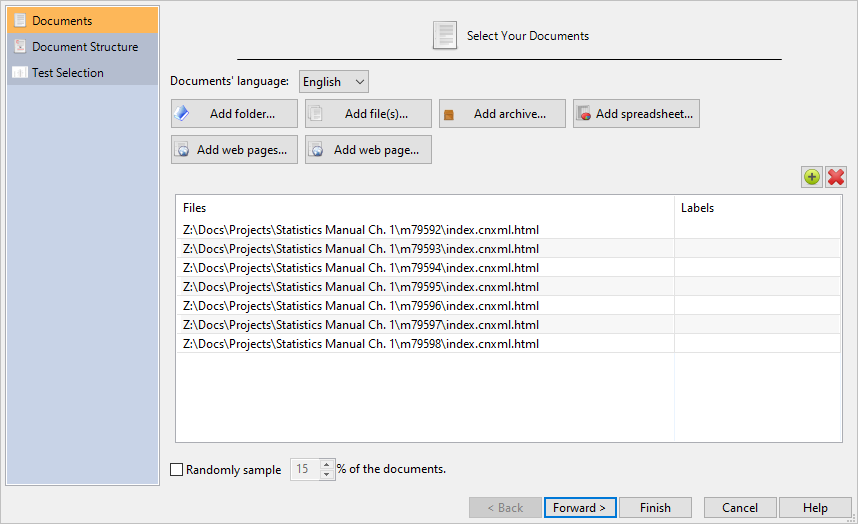 Documents
Document Structure
Test Selection
Select Your Documents
Documents' language: English
Add folder... Add file(s)... Add archive... Add spreadsheet...
Add web pages... Add web page...
Files Labels
Z:\Docs\Projects\Statistics Manual Ch. 1\m79592\index.cnxml.html
Z:\Docs\Projects\Statistics Manual Ch. 1\m79593\index.cnxml.html
Z:\Docs\Projects\Statistics Manual Ch. 1\m79594\index.cnxml.html
Z:\Docs\Projects\Statistics Manual Ch. 1\m79595\index.cnxml.html
Z:\Docs\Projects\Statistics Manual Ch. 1\m79596\index.cnxml.html
Z:\Docs\Projects\Statistics Manual Ch. 1\m79597\index.cnxml.html
Z:\Docs\Projects\Statistics Manual Ch. 1\m79598\index.cnxml.html
Randomly sample 15 % of the documents.
< Back Forward > Finish Cancel Help